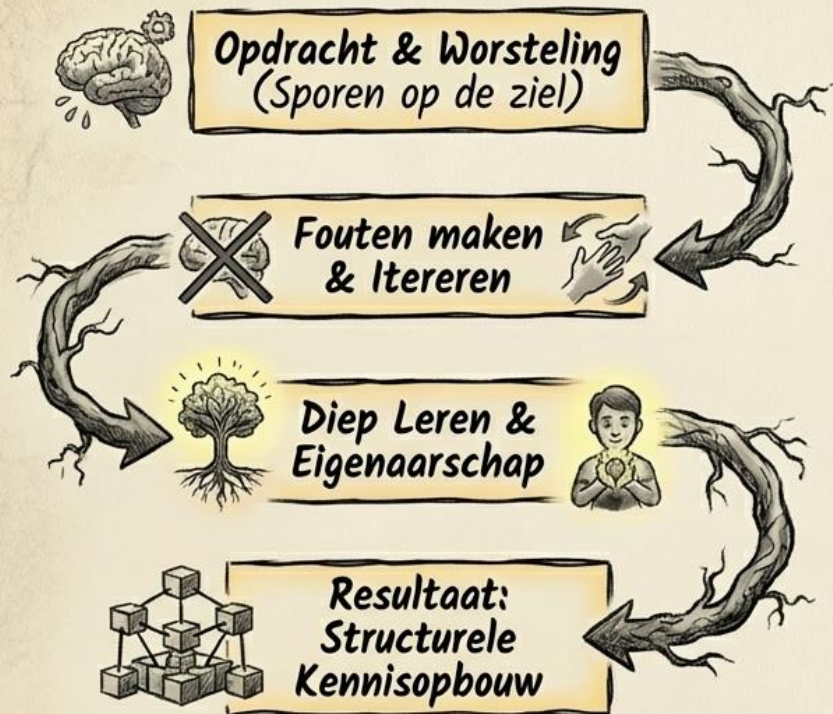 Opdracht & Worsteling
(Sporen op de ziel)
Fouten maken
& Itereren
Diep Leren &
Eigenaarschap
Resultaat:
Structurele
Kennisopbouw